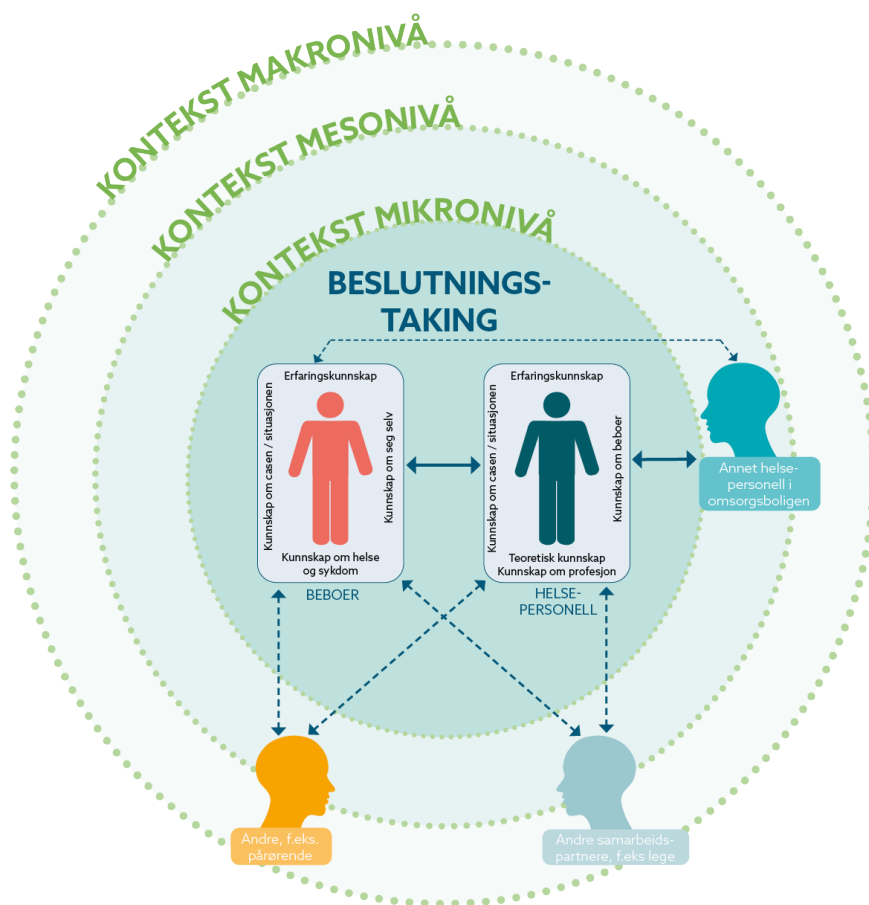 KONTEKST MAKRONIVÅ
KONTEKST MESONIVÅ
KONTEKST MIKRONIVÅ
BESLUTNINGS-
TAKING
Erfaringskunnskap
Kunnskap om casen / situasjonen
Kunnskap om seg selv
Kunnskap om helse
og sykdom
BEBOER
Erfaringskunnskap
Kunnskap om casen / situasjonen
Kunnskap om beboer
Teoretisk kunnskap
Kunnskap om profesjon
HELSE-
PERSONELL
Annet helse-
personell i
omsorgsboligen
Andre, f.eks.
pårørende
Andre samarbeids-
partnere, f.eks lege